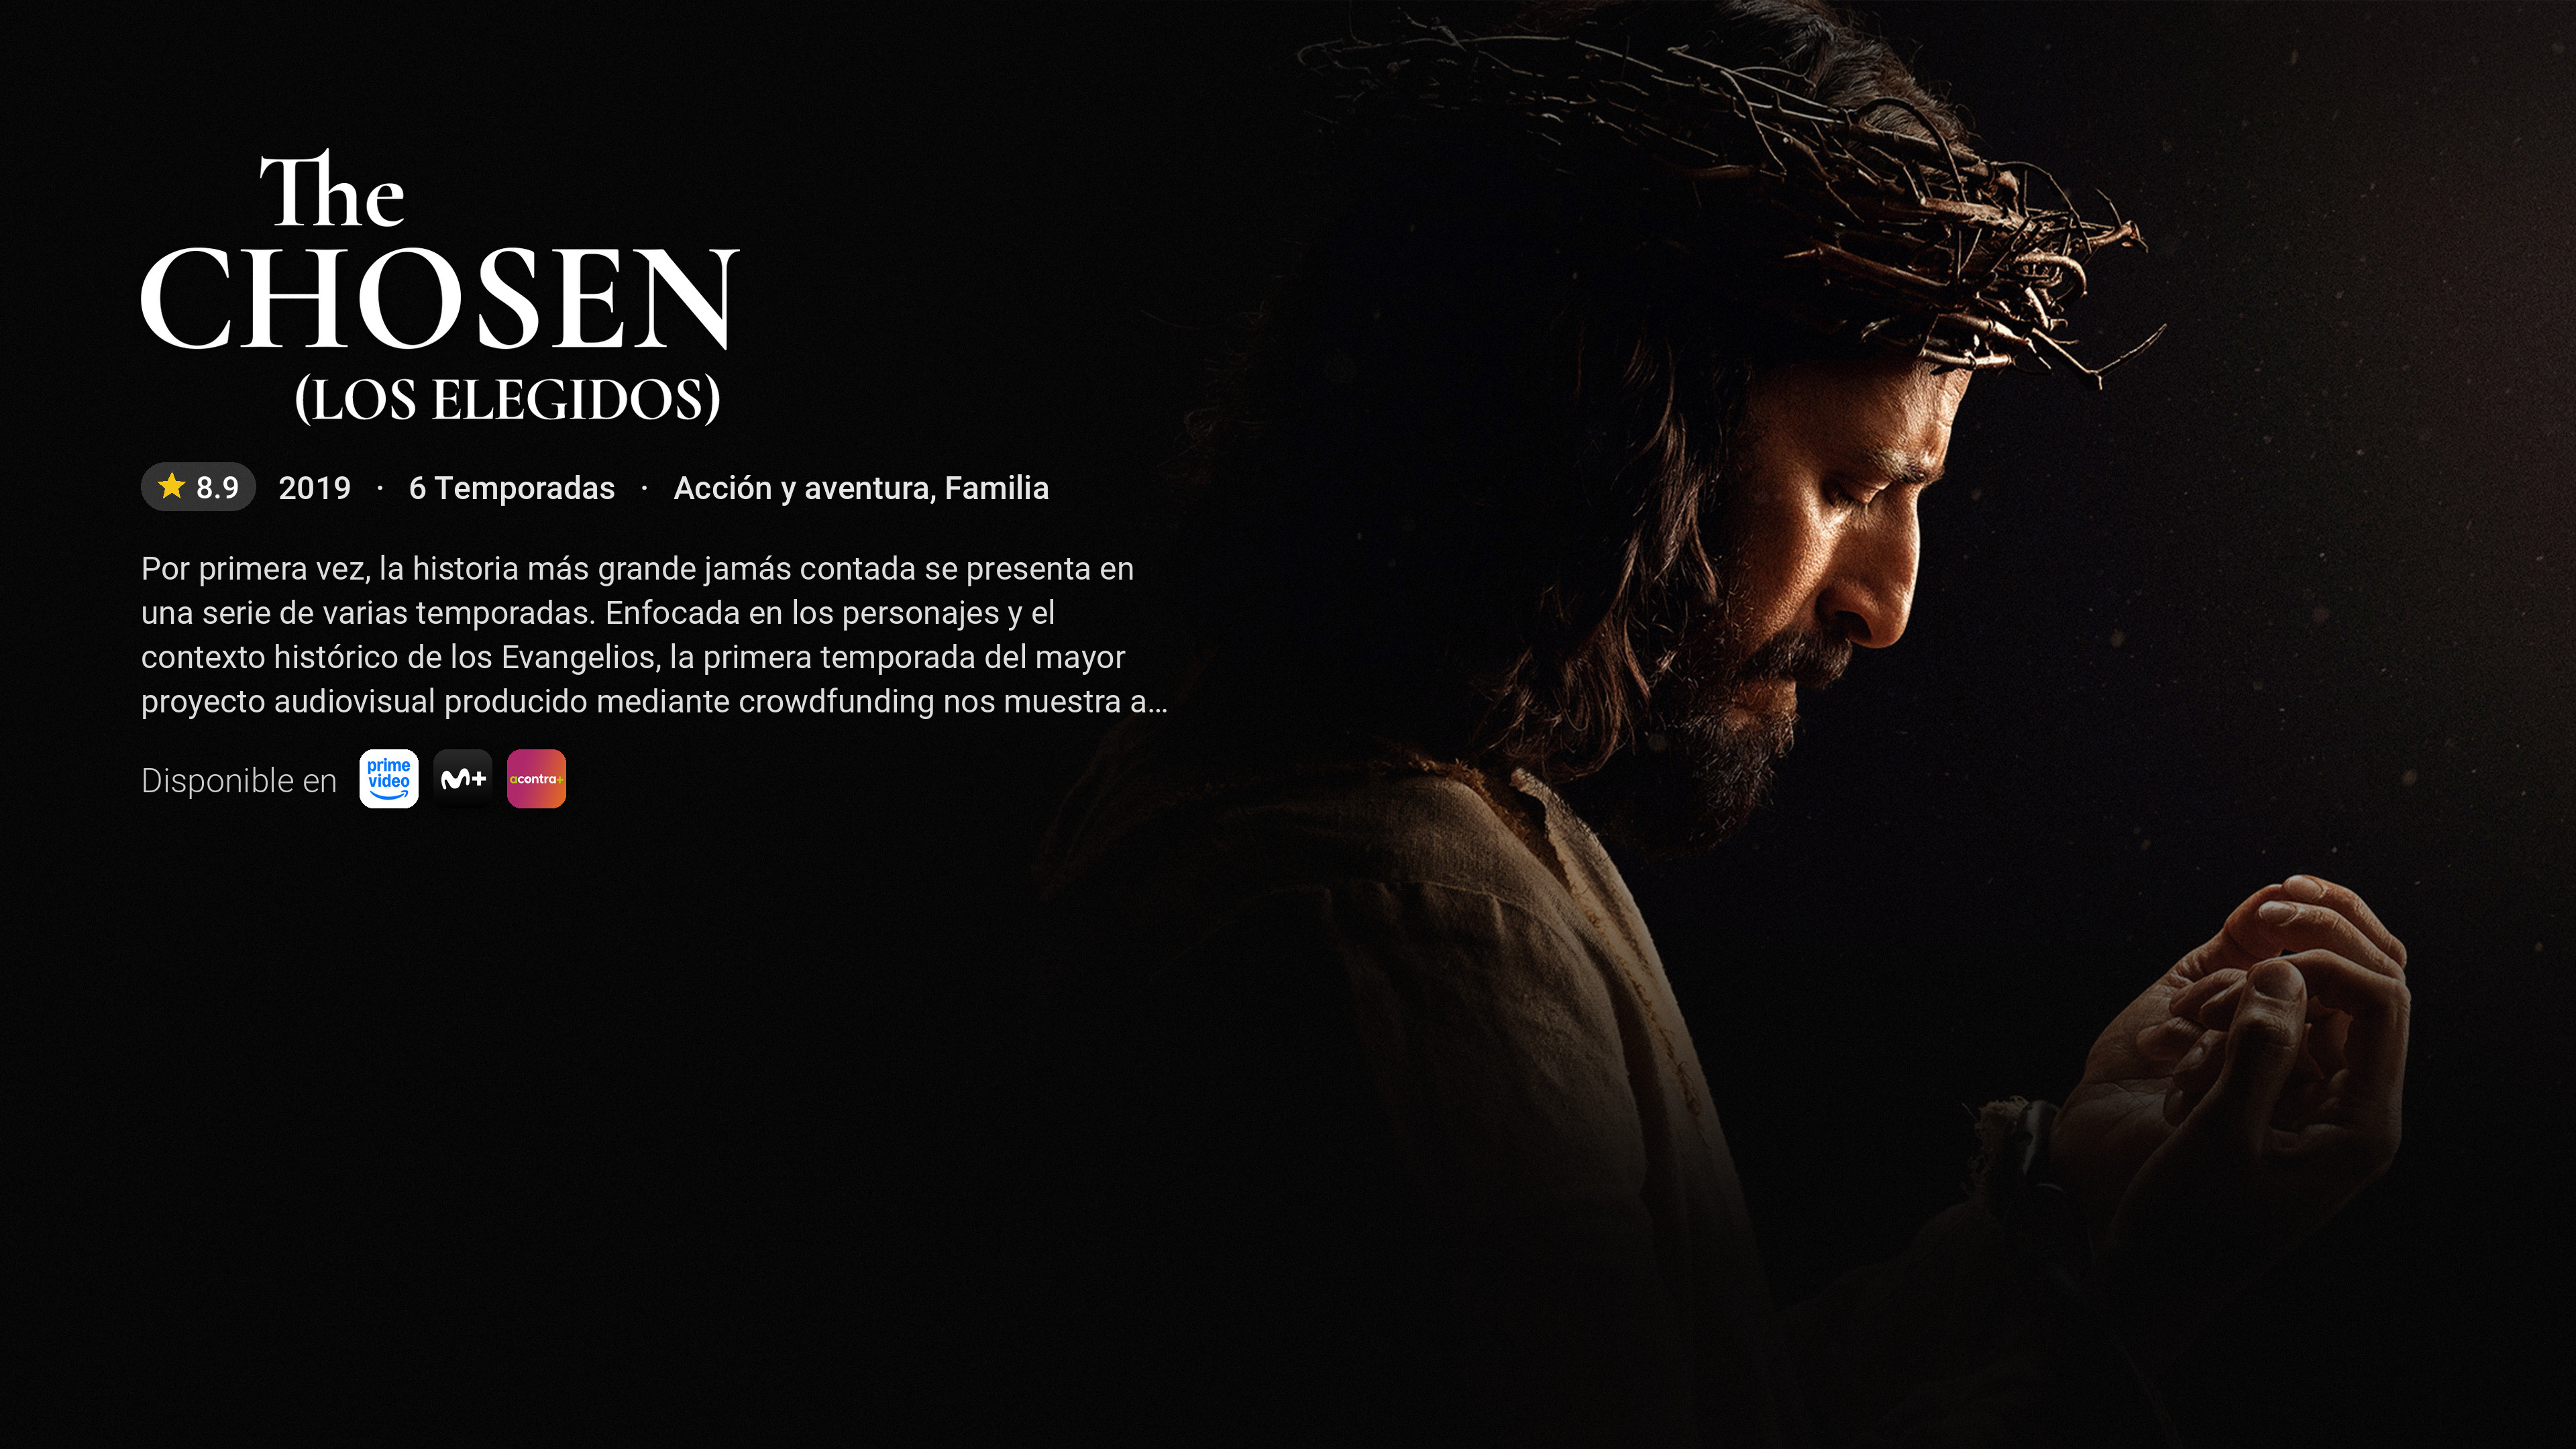 The
CHOSEN
(LOS ELEGIDOS)
8.9 2019 · 6 Temporadas · Acción y aventura, Familia
Por primera vez, la historia más grande jamás contada se presenta en
una serie de varias temporadas. Enfocada en los personajes y el
contexto histórico de los Evangelios, la primera temporada del mayor
proyecto audiovisual producido mediante crowdfunding nos muestra a...
Disponible en prime video M+ acontra+